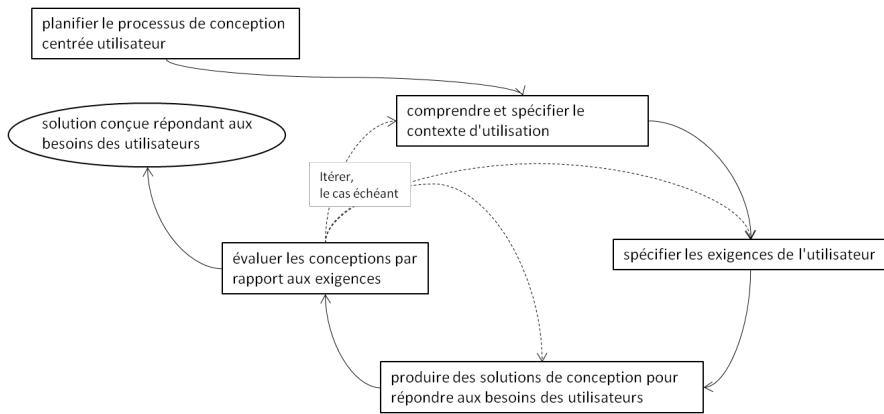 planifier le processus de conception
centrée utilisateur
comprendre et spécifier le
contexte d'utilisation
solution conçue répondant aux
besoins des utilisateurs
Itérer,
le cas échéant
évaluer les conceptions par
rapport aux exigences
spécifier les exigences de l'utilisateur
produire des solutions de conception pour
répondre aux besoins des utilisateurs